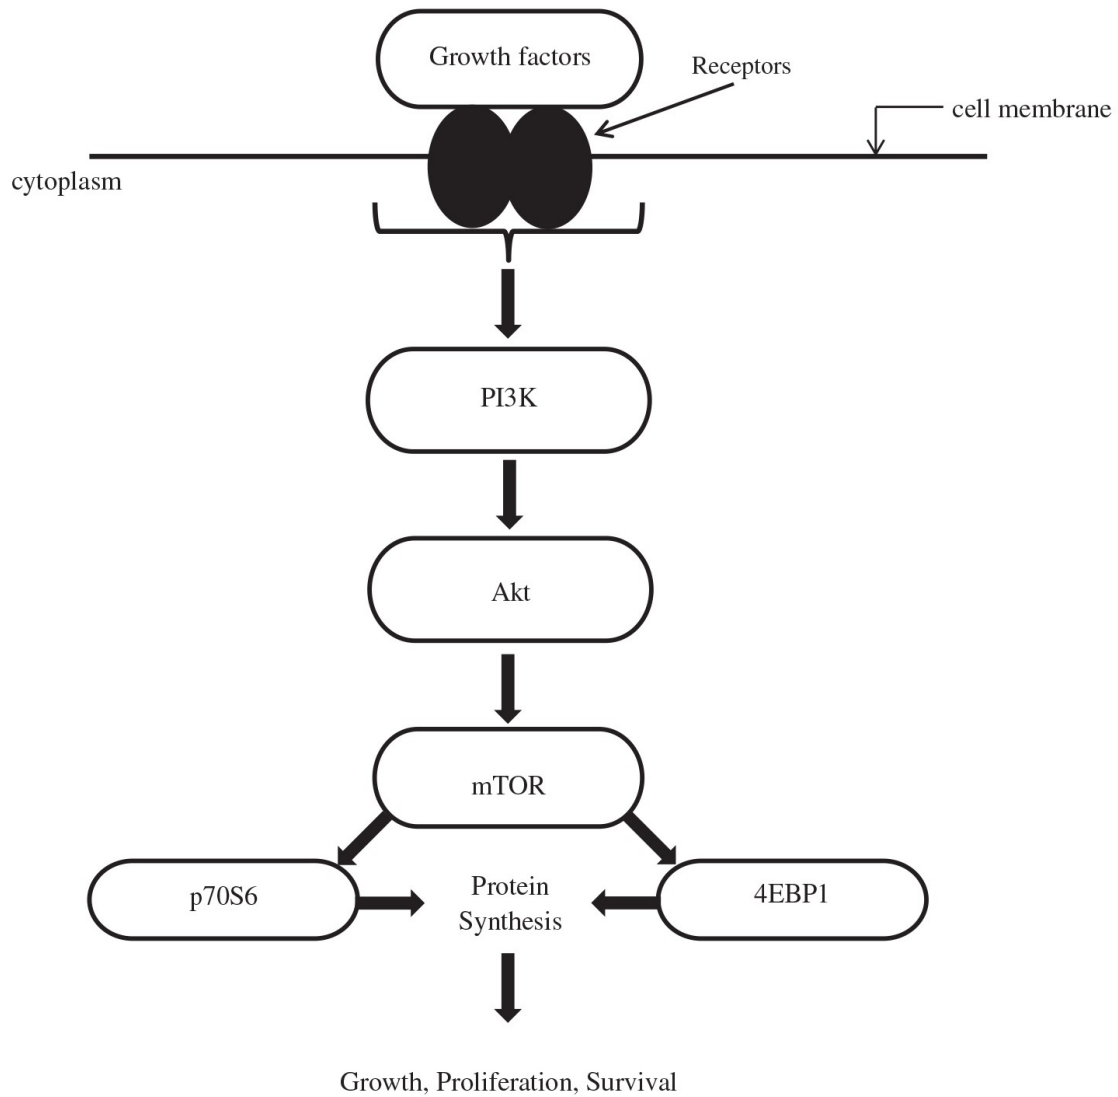 Growth factors
Receptors
cell membrane
cytoplasm
PI3K
Akt
mTOR
p70S6
Protein
Synthesis
4EBP1
Growth, Proliferation, Survival